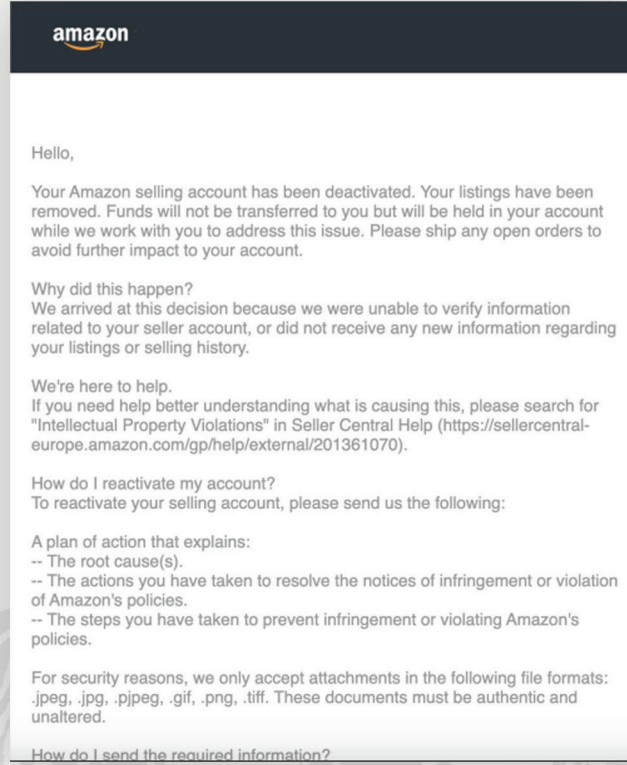 amazon
Hello,
Your Amazon selling account has been deactivated. Your listings have been
removed. Funds will not be transferred to you but will be held in your account
while we work with you to address this issue. Please ship any open orders to
avoid further impact to your account.
Why did this happen?
We arrived at this decision because we were unable to verify information
related to your seller account, or did not receive any new information regarding
your listings or selling history.
We're here to help.
If you need help better understanding what is causing this, please search for
"Intellectual Property Violations" in Seller Central Help (https://sellercentral-
europe.amazon.com/gp/help/external/201361070).
How do I reactivate my account?
To reactivate your selling account, please send us the following:
A plan of action that explains:
-- The root cause(s).
-- The actions you have taken to resolve the notices of infringement or violation
of Amazon's policies.
-- The steps you have taken to prevent infringement or violating Amazon's
policies.
For security reasons, we only accept attachments in the following file formats:
.jpeg, .jpg, .pjpeg, .gif, .png, .tiff. These documents must be authentic and
unaltered.
How do I send the required information?